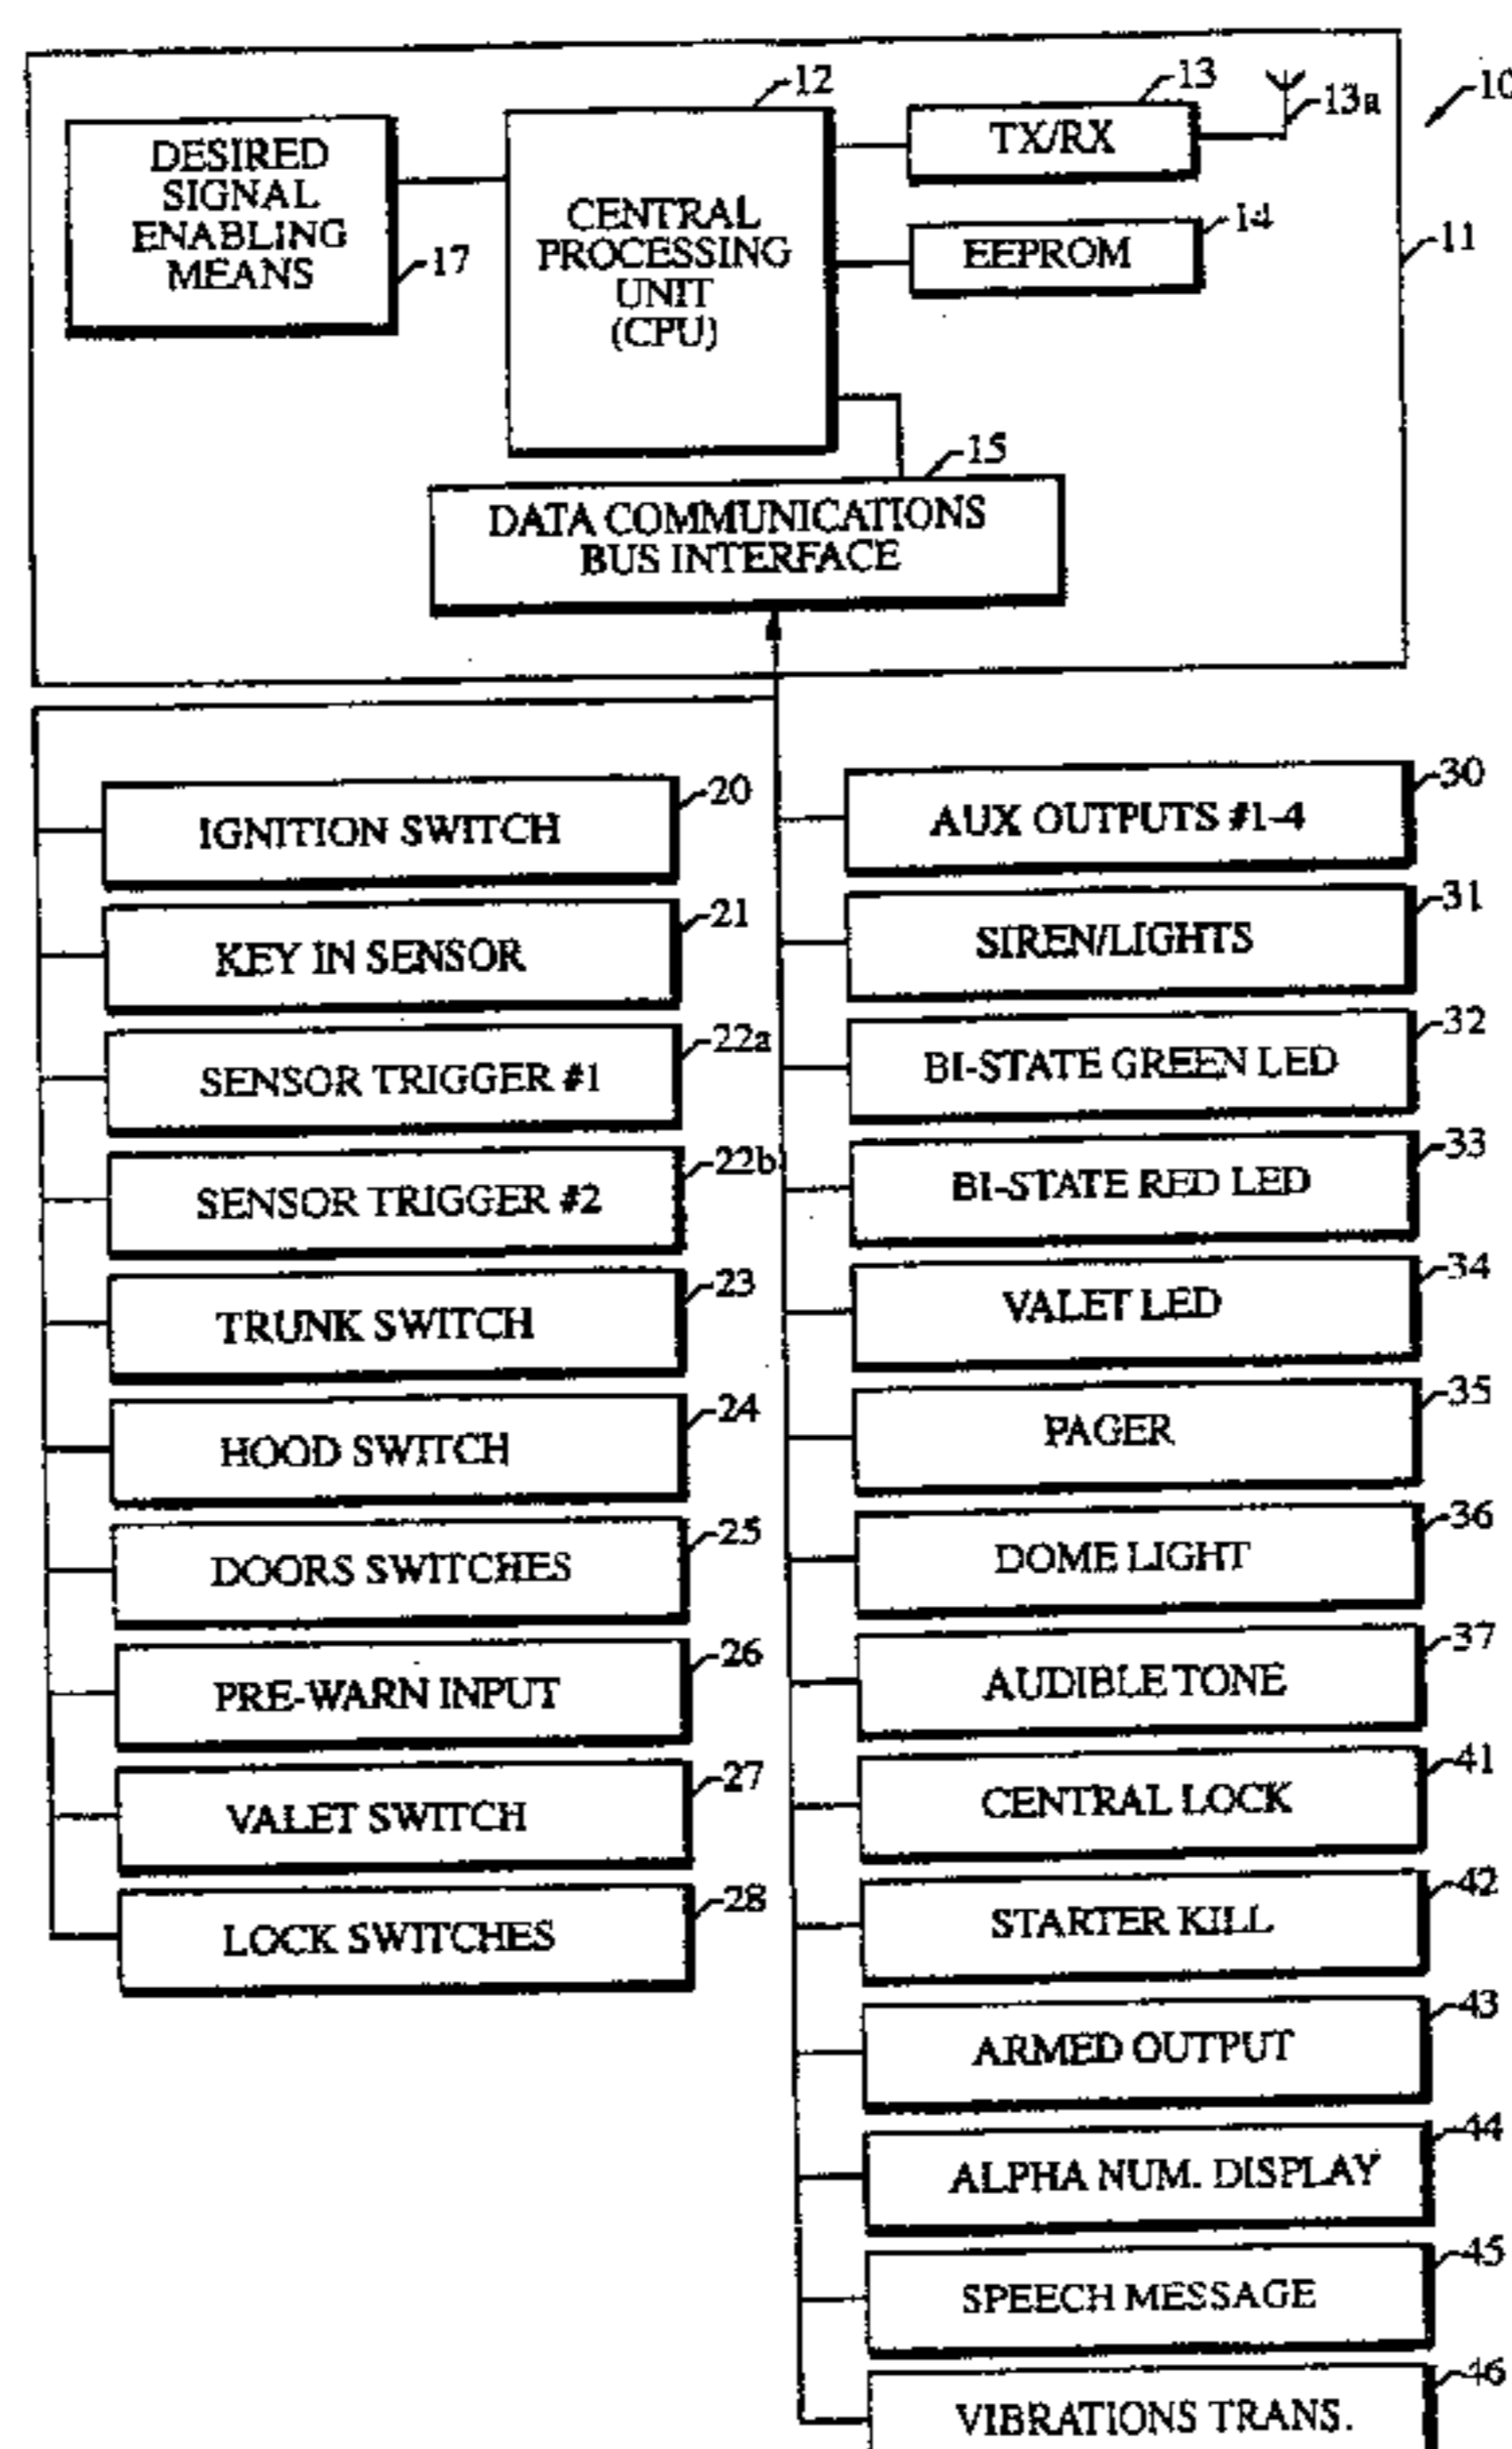 10
11
12
13
13a
DESIRED
SIGNAL
ENABLING
MEANS
17
CENTRAL
PROCESSING
UNIT
(CPU)
TX/RX
EEPROM
14
15
DATA COMMUNICATIONS
BUS INTERFACE
IGNITION SWITCH
20
KEY IN SENSOR
21
SENSOR TRIGGER #1
22a
SENSOR TRIGGER #2
22b
TRUNK SWITCH
23
HOOD SWITCH
24
DOORS SWITCHES
25
PRE-WARN INPUT
26
VALET SWITCH
27
LOCK SWITCHES
28
AUX OUTPUTS #1-4
30
SIREN/LIGHTS
31
BI-STATE GREEN LED
32
BI-STATE RED LED
33
VALET LED
34
PAGER
35
DOME LIGHT
36
AUDIBLE TONE
37
CENTRAL LOCK
41
STARTER KILL
42
ARMED OUTPUT
43
ALPHA NUM. DISPLAY
44
SPEECH MESSAGE
45
VIBRATIONS TRANS.
46